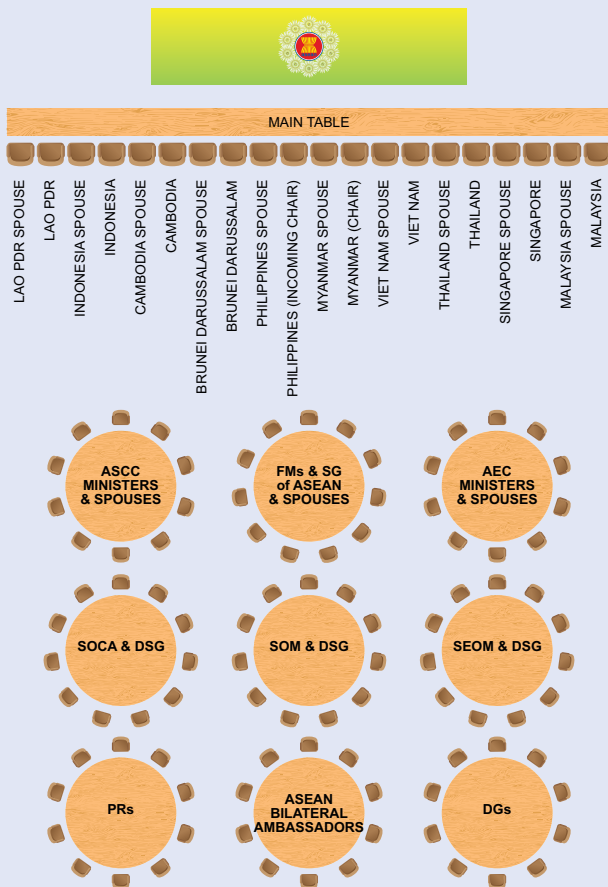 MAIN TABLE
LAO PDR SPOUSE
LAO PDR
INDONESIA SPOUSE
INDONESIA
CAMBODIA SPOUSE
CAMBODIA
BRUNEI DARUSSALAM SPOUSE
BRUNEI DARUSSALAM
PHILIPPINES SPOUSE
PHILIPPINES (INCOMING CHAIR)
MYANMAR SPOUSE
MYANMAR (CHAIR)
VIET NAM SPOUSE
VIET NAM
THAILAND SPOUSE
THAILAND
SINGAPORE SPOUSE
SINGAPORE
MALAYSIA SPOUSE
MALAYSIA
ASCC
MINISTERS
& SPOUSES
FMs & SG
of ASEAN
& SPOUSES
AEC
MINISTERS
& SPOUSES
SOCA & DSG
SOM & DSG
SEOM & DSG
PRs
ASEAN
BILATERAL
AMBASSADORS
DGs